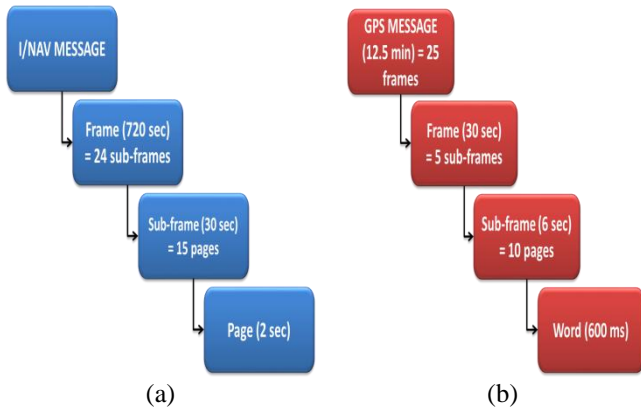 I/NAV MESSAGE
Frame (720 sec)
= 24 sub-frames
Sub-frame (30 sec)
= 15 pages
Page (2 sec)
(a)
GPS MESSAGE
(12.5 min) = 25
frames
Frame (30 sec)
= 5 sub-frames
Sub-frame (6 sec)
= 10 pages
Word (600 ms)
(b)